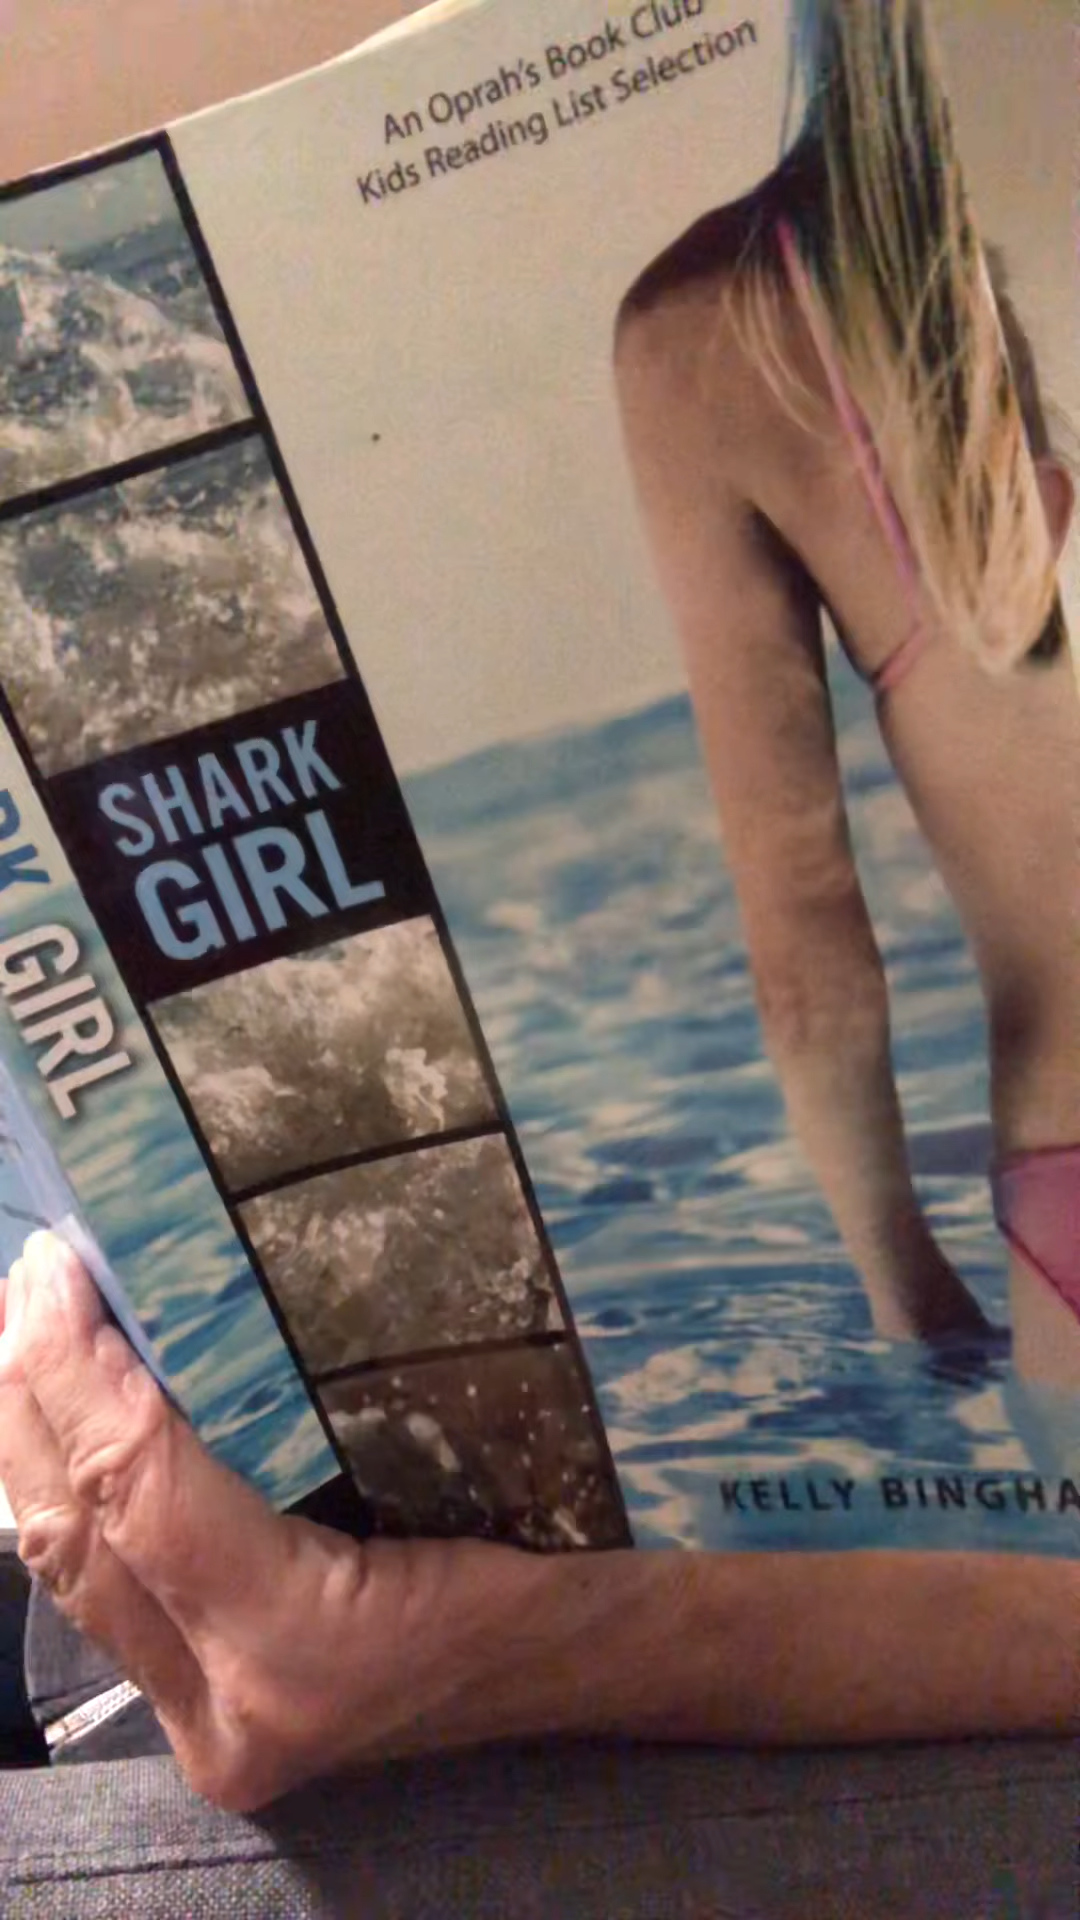 An Oprah's Book Club
Kids Reading List Selection
SHARK
GIRL
GIRL
KELLY BINGHA